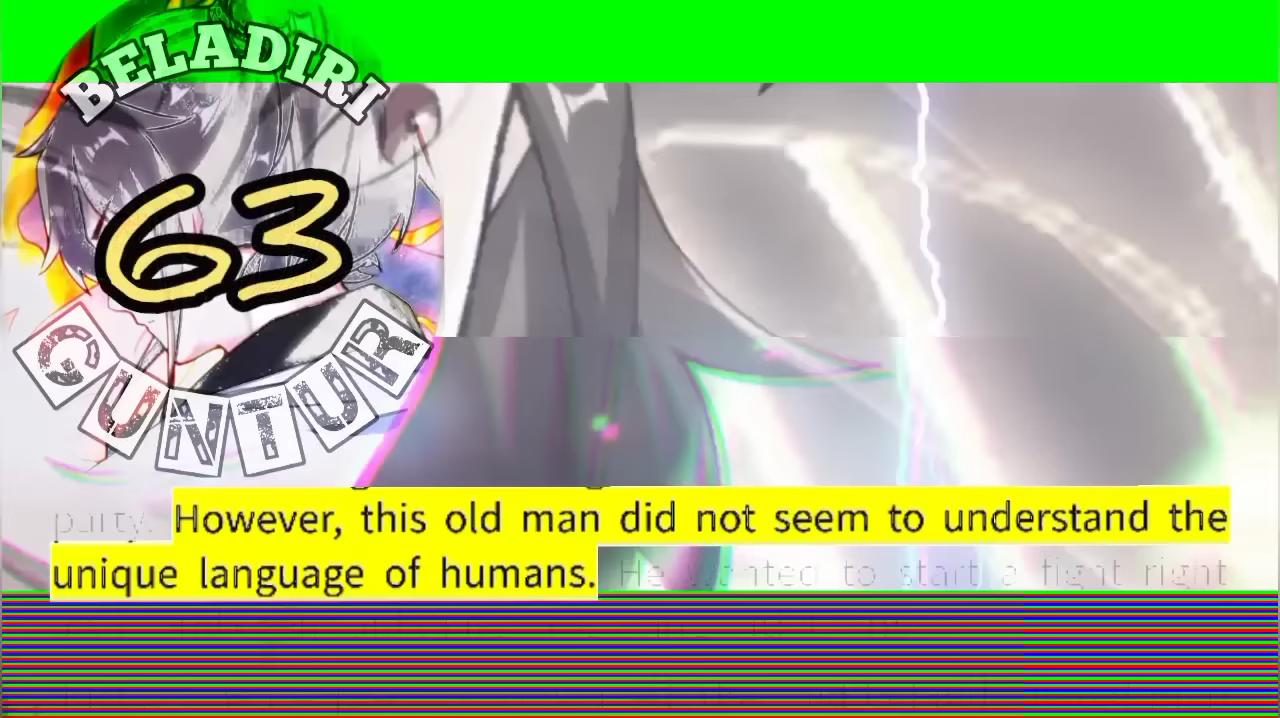 BELADIRI
63
GUNTUR
party. However, this old man did not seem to understand the
unique language of humans. He wanted to start a fight right